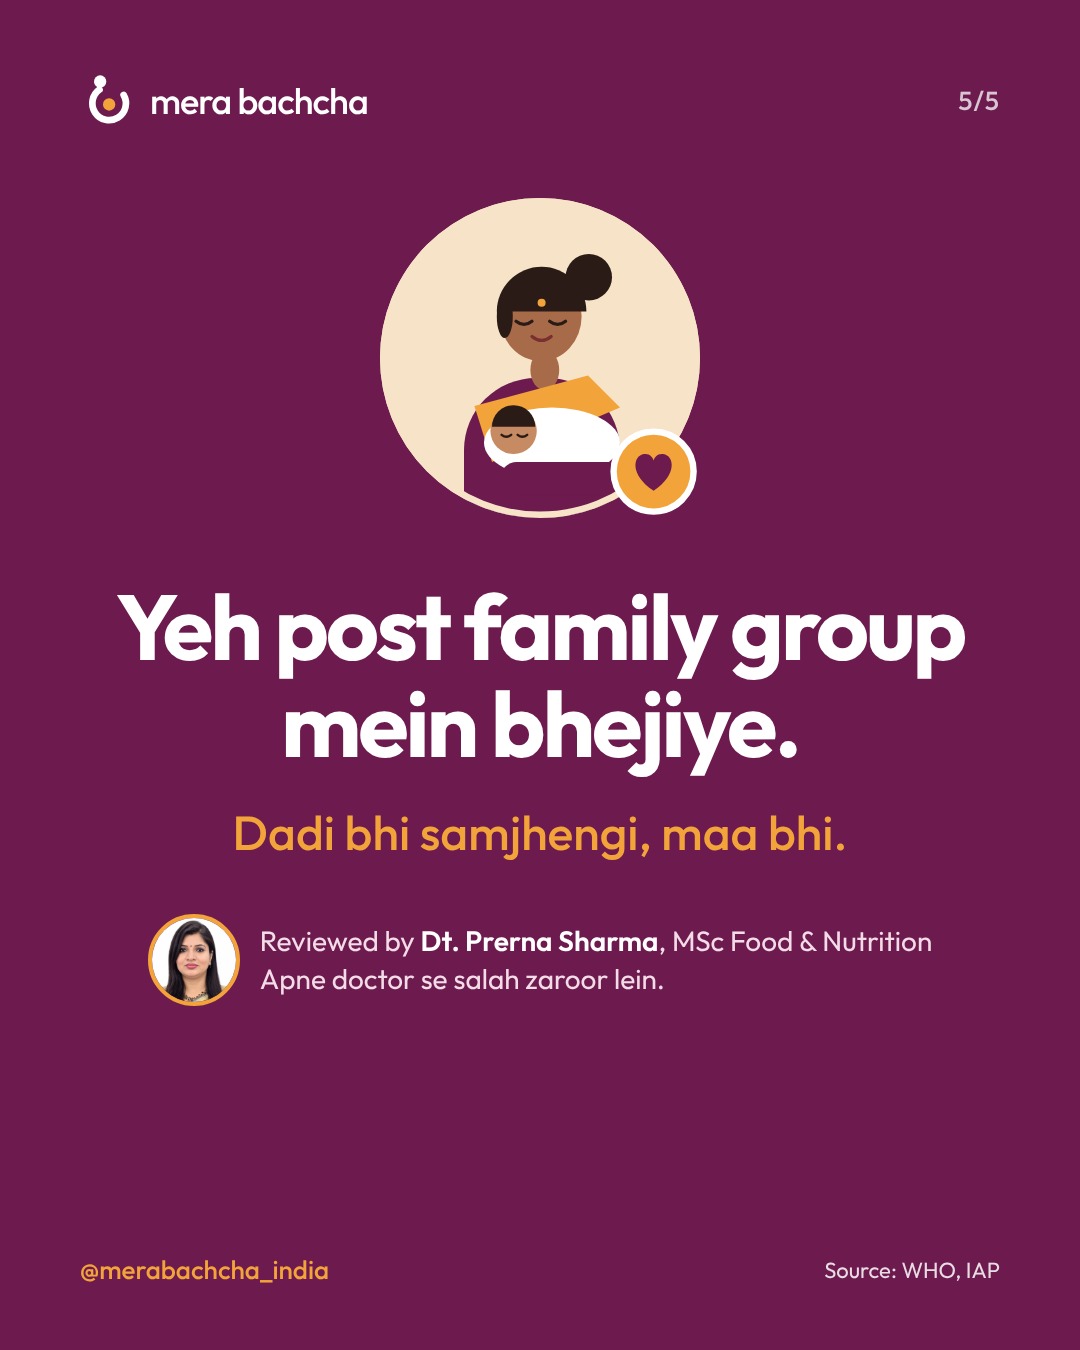 mera bachcha
5/5
Yeh post family group
mein bhejiye.
Dadi bhi samjhengi, maa bhi.
Reviewed by Dt. Prerna Sharma, MSc Food & Nutrition
Apne doctor se salah zaroor lein.
@merabachcha_india
Source: WHO, IAP